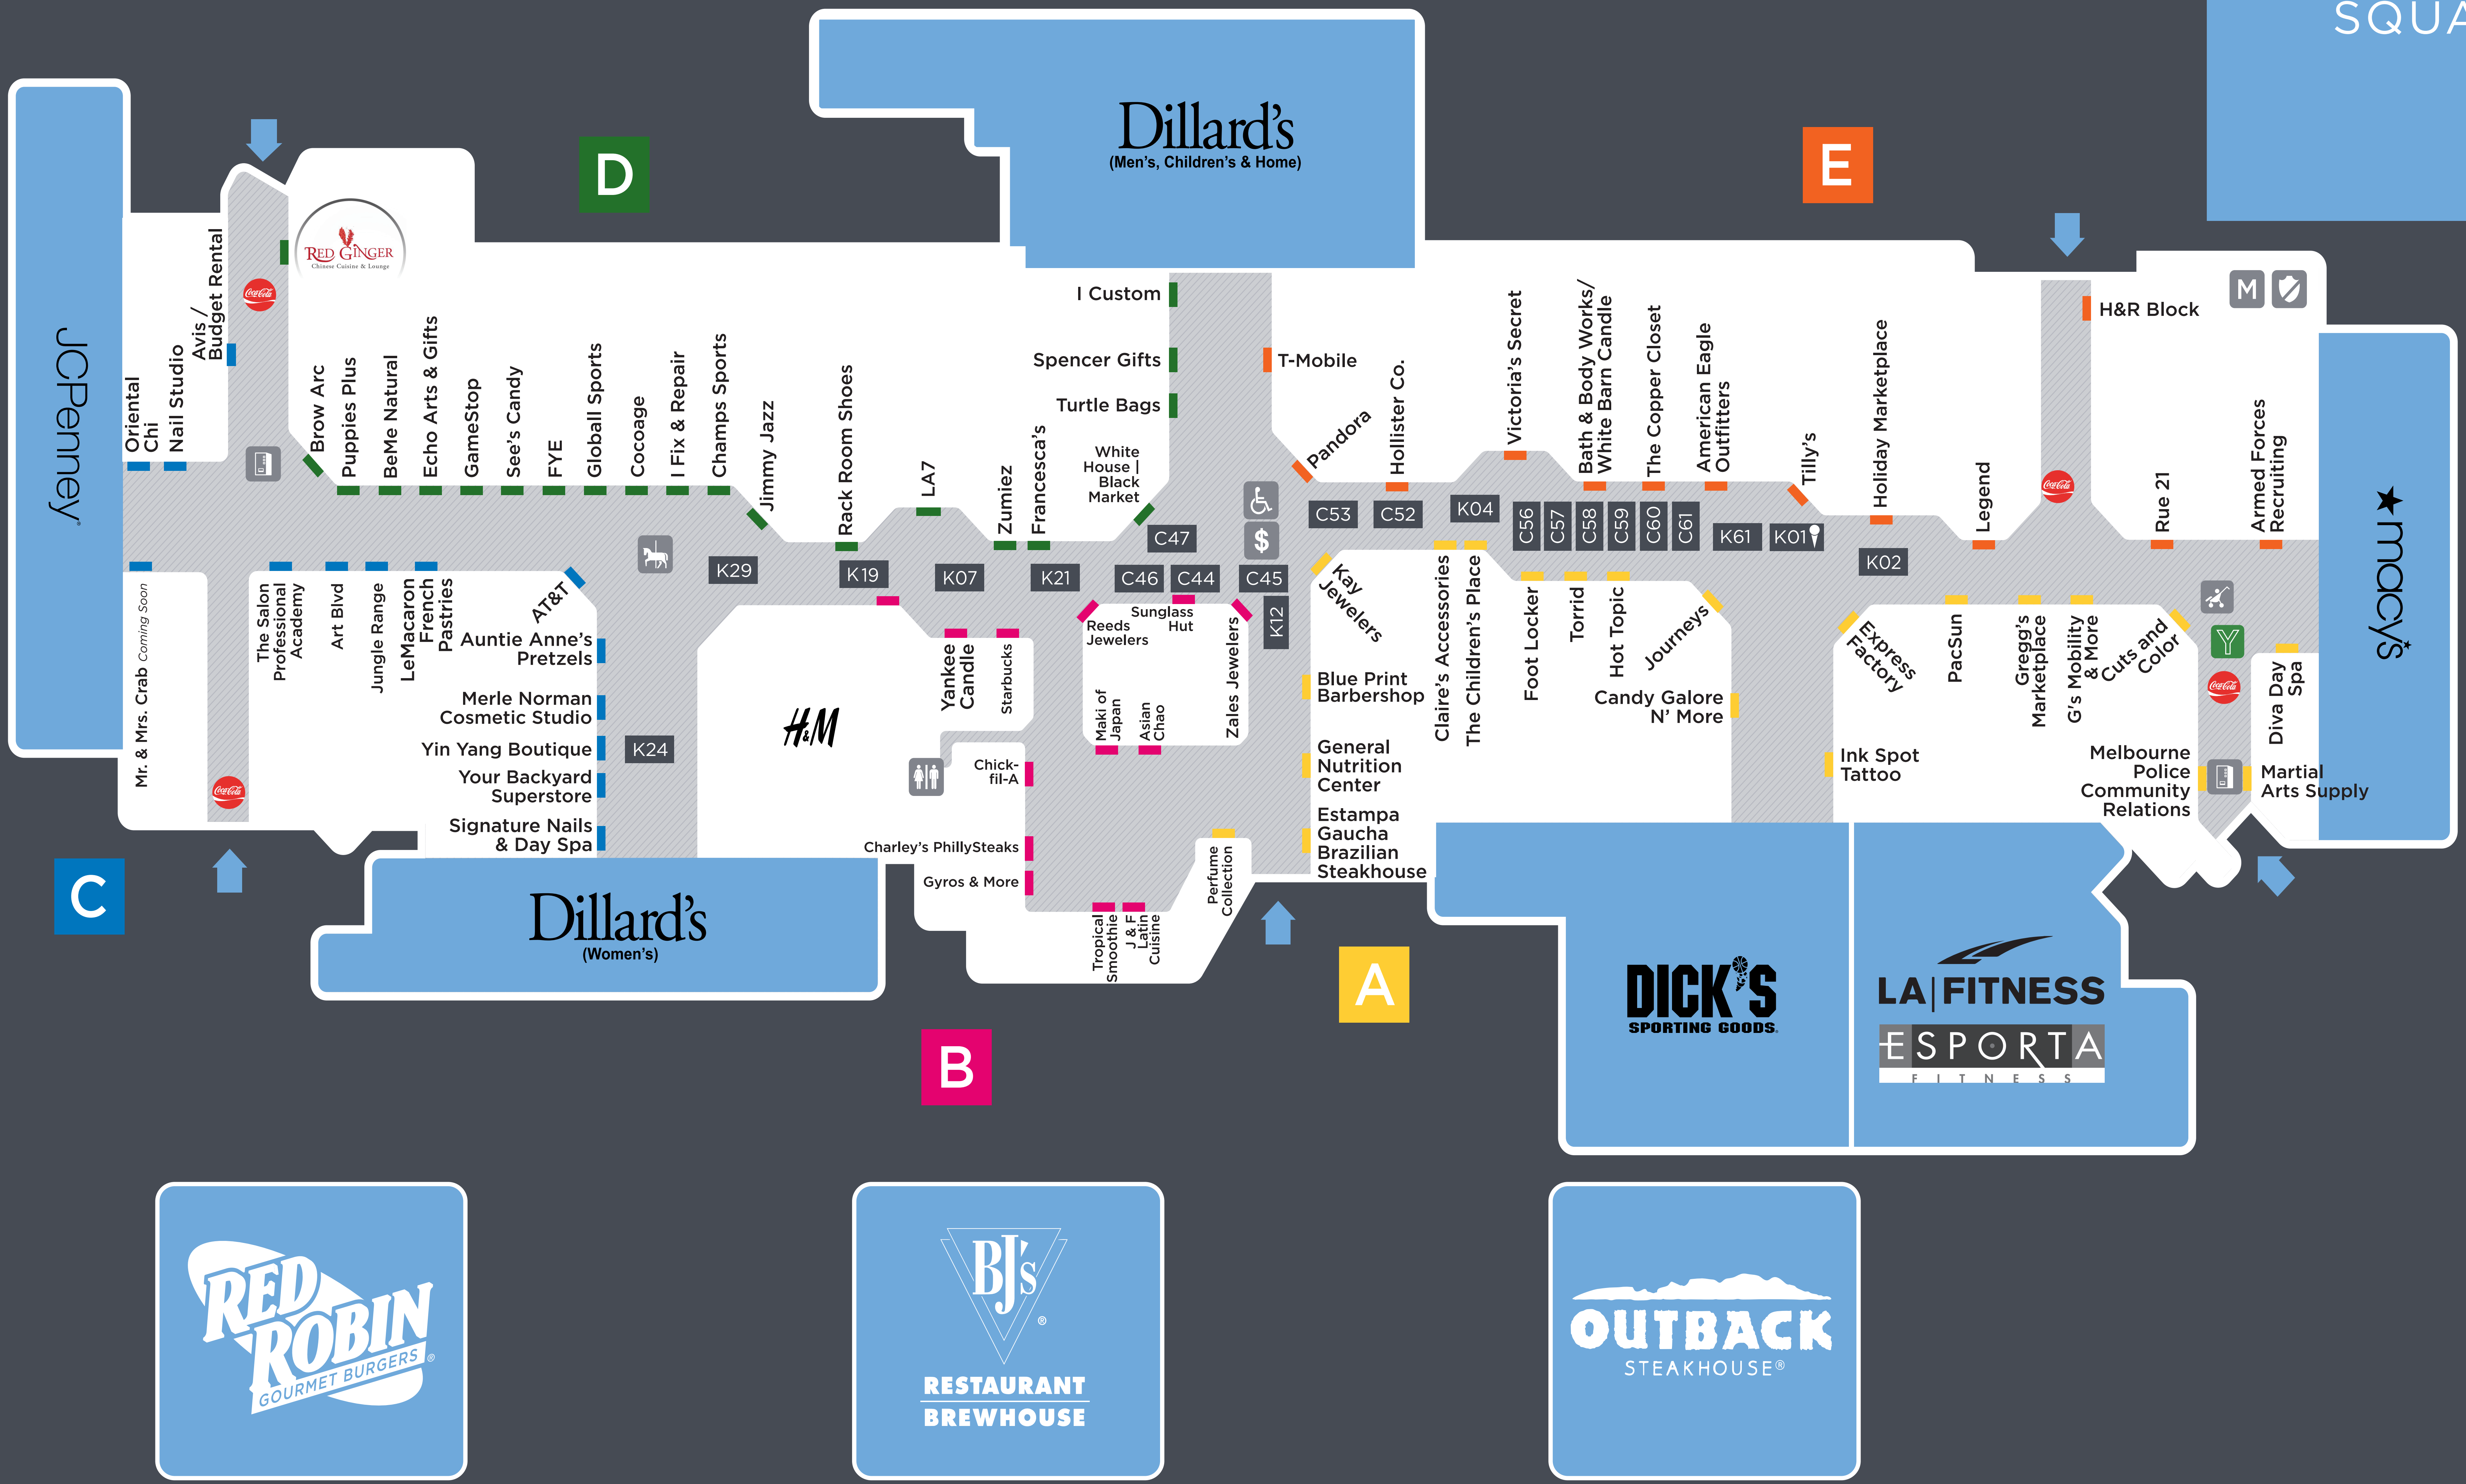 SQUA
Dillard's
(Men's, Children's & Home)
D
E
JCPenney
RED GINGER
Chinese Cuisine & Lounge
Coca-Cola
Oriental
Chi
Nail Studio
Avis /
Budget Rental
Brow Arc
Puppies Plus
BeMe Natural
Echo Arts & Gifts
GameStop
See's Candy
FYE
Globall Sports
Cocoage
I Fix & Repair
Champs Sports
Jimmy Jazz
Rack Room Shoes
LA7
Zumiez
Francesca's
I Custom
Spencer Gifts
Turtle Bags
White
House |
Black
Market
T-Mobile
Pandora
Hollister Co.
Victoria's Secret
Bath & Body Works/
White Barn Candle
The Copper Closet
American Eagle
Outfitters
Tilly's
Holiday Marketplace
Legend
Coca-Cola
H&R Block
M
Rue 21
Armed Forces
Recruiting
macy's
$
C53
C52
K04
C56
C57
C58
C59
C60
C61
K61
K01
K02
C47
K29
K19
K07
K21
C46
C44
C45
K12
K24
Mr. & Mrs. Crab Coming Soon
Coca-Cola
The Salon
Professional
Academy
Art Blvd
Jungle Range
LeMacaron
French
Pastries
AT&T
Auntie Anne's
Pretzels
Merle Norman
Cosmetic Studio
Yin Yang Boutique
Your Backyard
Superstore
Signature Nails
& Day Spa
H&M
Yankee
Candle
Starbucks
Chick-
fil-A
Charley's PhillySteaks
Gyros & More
Reeds
Jewelers
Sunglass
Hut
Zales Jewelers
Maki of
Japan
Asian
Chao
Tropical
Smoothie
J & F
Latin
Cuisine
Perfume
Collection
Kay
Jewelers
Blue Print
Barbershop
General
Nutrition
Center
Estampa
Gaucha
Brazilian
Steakhouse
Claire's Accessories
The Children's Place
Foot Locker
Torrid
Hot Topic
Journeys
Candy Galore
N' More
Express
Factory
Ink Spot
Tattoo
PacSun
Gregg's
Marketplace
G's Mobility
& More
Cuts and
Color
Y
Coca-Cola
Melbourne
Police
Community
Relations
Diva Day
Spa
Martial
Arts Supply
C
Dillard's
(Women's)
B
A
DICK'S
SPORTING GOODS
LA|FITNESS
ESPORTA
FITNESS
RED
ROBIN
GOURMET BURGERS®
BJ's®
RESTAURANT
BREWHOUSE
OUTBACK
STEAKHOUSE®